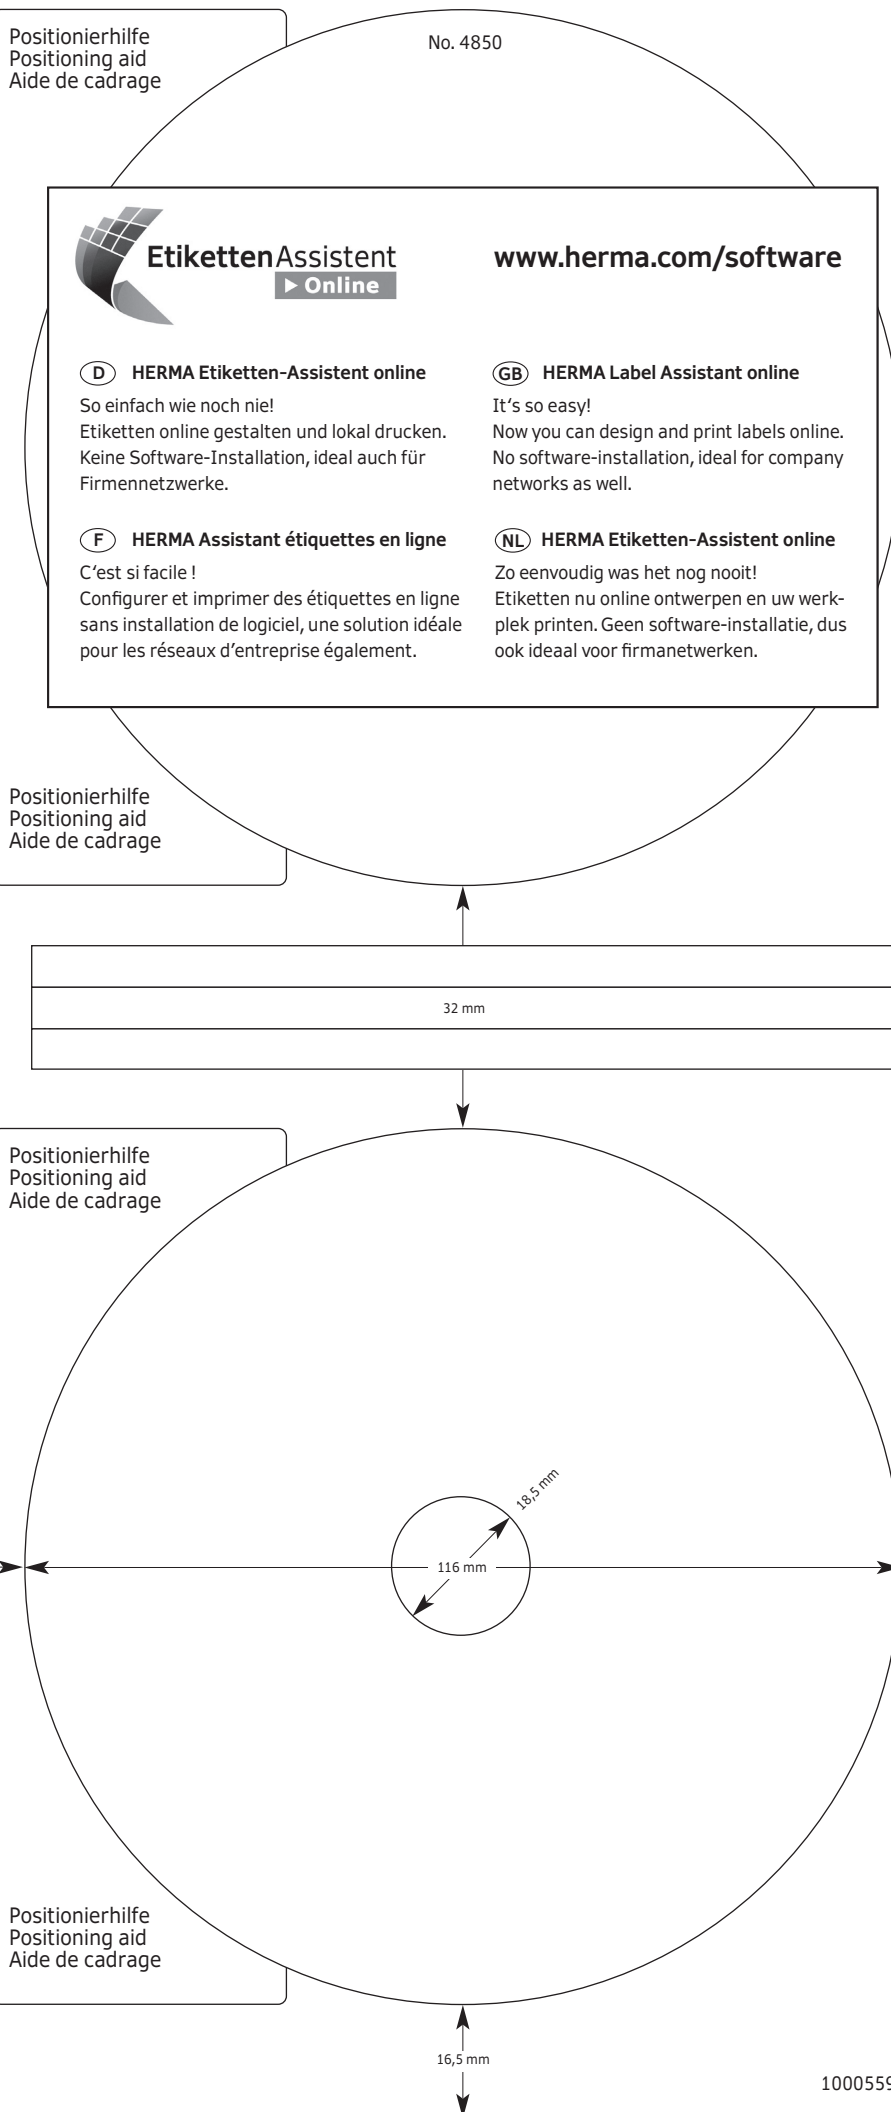 Positionierhilfe
Positioning aid
Aide de cadrage
No. 4850
EtikettenAssistent
Online
www.herma.com/software
D HERMA Etiketten-Assistent online
So einfach wie noch nie!
Etiketten online gestalten und lokal drucken.
Keine Software-Installation, ideal auch für
Firmennetzwerke.
GB HERMA Label Assistant online
It‘s so easy!
Now you can design and print labels online.
No software-installation, ideal for company
networks as well.
F HERMA Assistant étiquettes en ligne
C‘est si facile !
Configurer et imprimer des étiquettes en ligne
sans installation de logiciel, une solution idéale
pour les réseaux d’entreprise également.
NL HERMA Etiketten-Assistent online
Zo eenvoudig was het nog nooit!
Etiketten nu online ontwerpen en uw werk-
plek printen. Geen software-installatie, dus
ook ideaal voor firmanetwerken.
Positionierhilfe
Positioning aid
Aide de cadrage
32 mm
Positionierhilfe
Positioning aid
Aide de cadrage
18,5 mm
116 mm
Positionierhilfe
Positioning aid
Aide de cadrage
16,5 mm
1000559